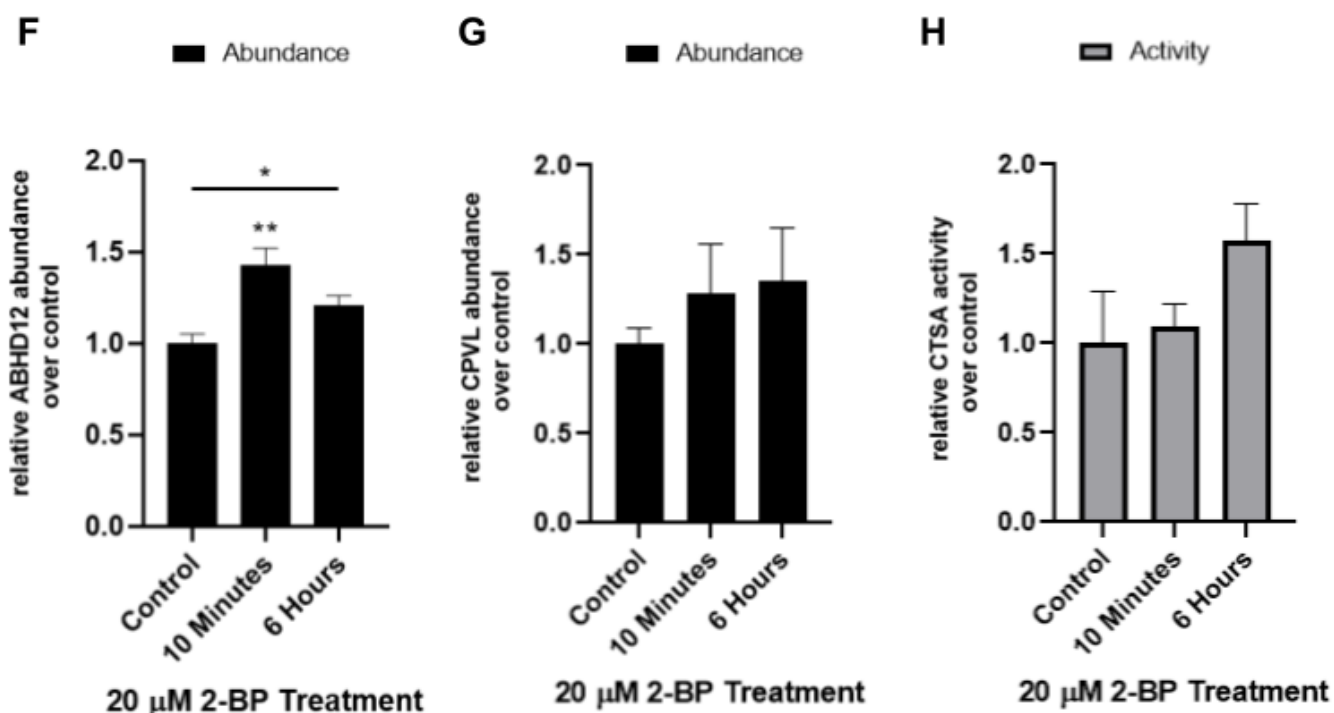 F
Abundance
relative ABHD12 abundance
over control
2.0
1.5
1.0
0.5
0.0
*
**
Control
10 Minutes
6 Hours
20 μM 2-BP Treatment
G
Abundance
relative CPVL abundance
over control
2.0
1.5
1.0
0.5
0.0
Control
10 Minutes
6 Hours
20 μM 2-BP Treatment
H
Activity
relative CTSA activity
over control
2.0
1.5
1.0
0.5
0.0
Control
10 Minutes
6 Hours
20 μM 2-BP Treatment